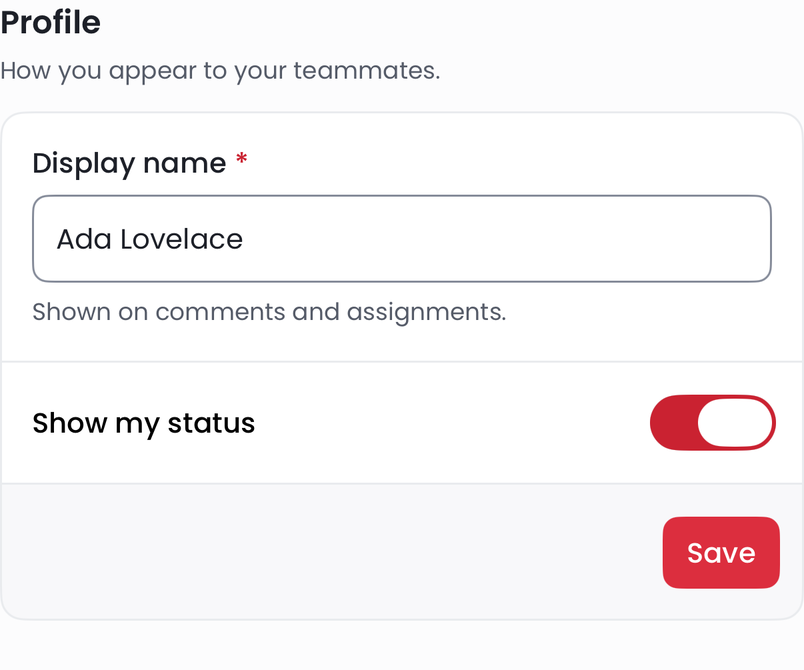 Profile
How you appear to your teammates.
Display name *
Ada Lovelace
Shown on comments and assignments.
Show my status
Save